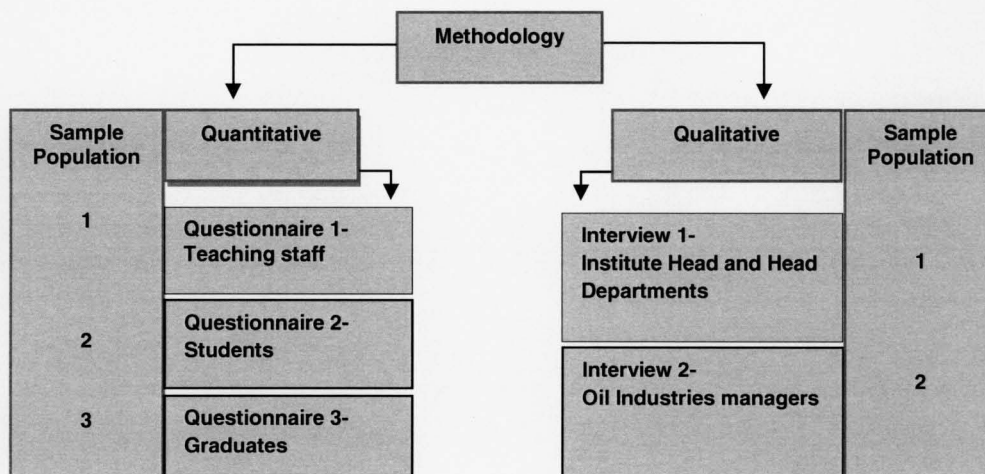 Methodology
Sample
Population
Quantitative
1
Questionnaire 1-
Teaching staff
2
Questionnaire 2-
Students
3
Questionnaire 3-
Graduates
Qualitative
Sample
Population
Interview 1-
Institute Head and Head
Departments
1
Interview 2-
Oil Industries managers
2